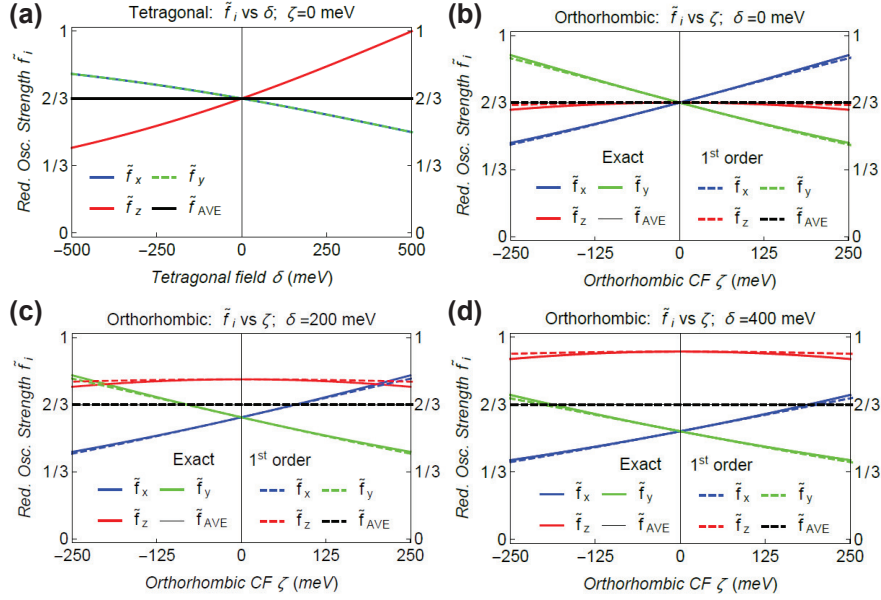 (a)
Tetragonal: f̃ i vs δ; ζ=0 meV
Red. Osc. Strength f̃ i
1
2/3
1/3
0
1
2/3
1/3
0
f̃ x f̃ y
f̃ z f̃ AVE
-500 -250 0 250 500
Tetragonal field δ (meV)
(b)
Orthorhombic: f̃ i vs ζ; δ=0 meV
Red. Osc. Strength f̃ i
1
2/3
1/3
0
1
2/3
1/3
0
Exact 1st order
f̃ x f̃ y f̃ x f̃ y
f̃ z f̃ AVE f̃ z f̃ AVE
-250 -125 0 125 250
Orthorhombic CF ζ (meV)
(c)
Orthorhombic: f̃ i vs ζ; δ =200 meV
Red. Osc. Strength f̃ i
1
2/3
1/3
0
1
2/3
1/3
0
Exact 1st order
f̃ x f̃ y f̃ x f̃ y
f̃ z f̃ AVE f̃ z f̃ AVE
-250 -125 0 125 250
Orthorhombic CF ζ (meV)
(d)
Orthorhombic: f̃ i vs ζ; δ =400 meV
Red. Osc. Strength f̃ i
1
2/3
1/3
0
1
2/3
1/3
0
Exact 1st order
f̃ x f̃ y f̃ x f̃ y
f̃ z f̃ AVE f̃ z f̃ AVE
-250 -125 0 125 250
Orthorhombic CF ζ (meV)